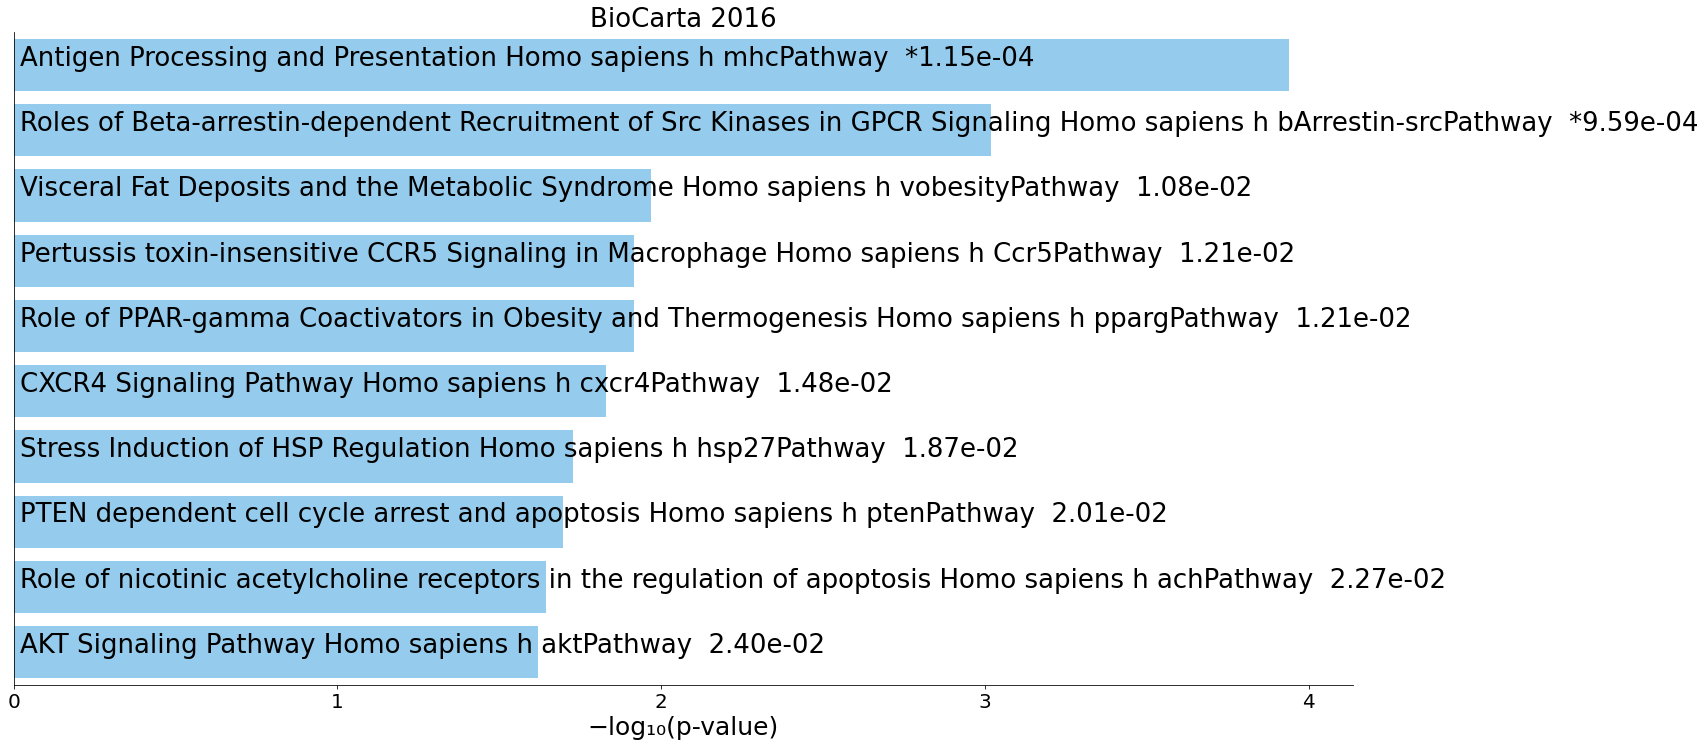 BioCarta 2016
Antigen Processing and Presentation Homo sapiens h mhcPathway *1.15e-04
Roles of Beta-arrestin-dependent Recruitment of Src Kinases in GPCR Signaling Homo sapiens h bArrestin-srcPathway *9.59e-04
Visceral Fat Deposits and the Metabolic Syndrome Homo sapiens h vobesityPathway 1.08e-02
Pertussis toxin-insensitive CCR5 Signaling in Macrophage Homo sapiens h Ccr5Pathway 1.21e-02
Role of PPAR-gamma Coactivators in Obesity and Thermogenesis Homo sapiens h ppargPathway 1.21e-02
CXCR4 Signaling Pathway Homo sapiens h cxcr4Pathway 1.48e-02
Stress Induction of HSP Regulation Homo sapiens h hsp27Pathway 1.87e-02
PTEN dependent cell cycle arrest and apoptosis Homo sapiens h ptenPathway 2.01e-02
Role of nicotinic acetylcholine receptors in the regulation of apoptosis Homo sapiens h achPathway 2.27e-02
AKT Signaling Pathway Homo sapiens h aktPathway 2.40e-02
0 1 2 3 4
−log₁₀(p-value)